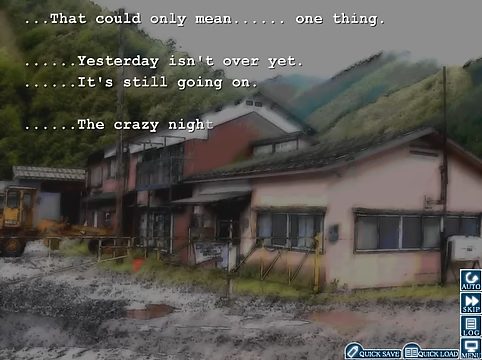 ...That could only mean...... one thing.
......Yesterday isn't over yet.
......It's still going on.
......The crazy night
AUTO
SKIP
LOG
MENU
QUICK SAVE
QUICK LOAD